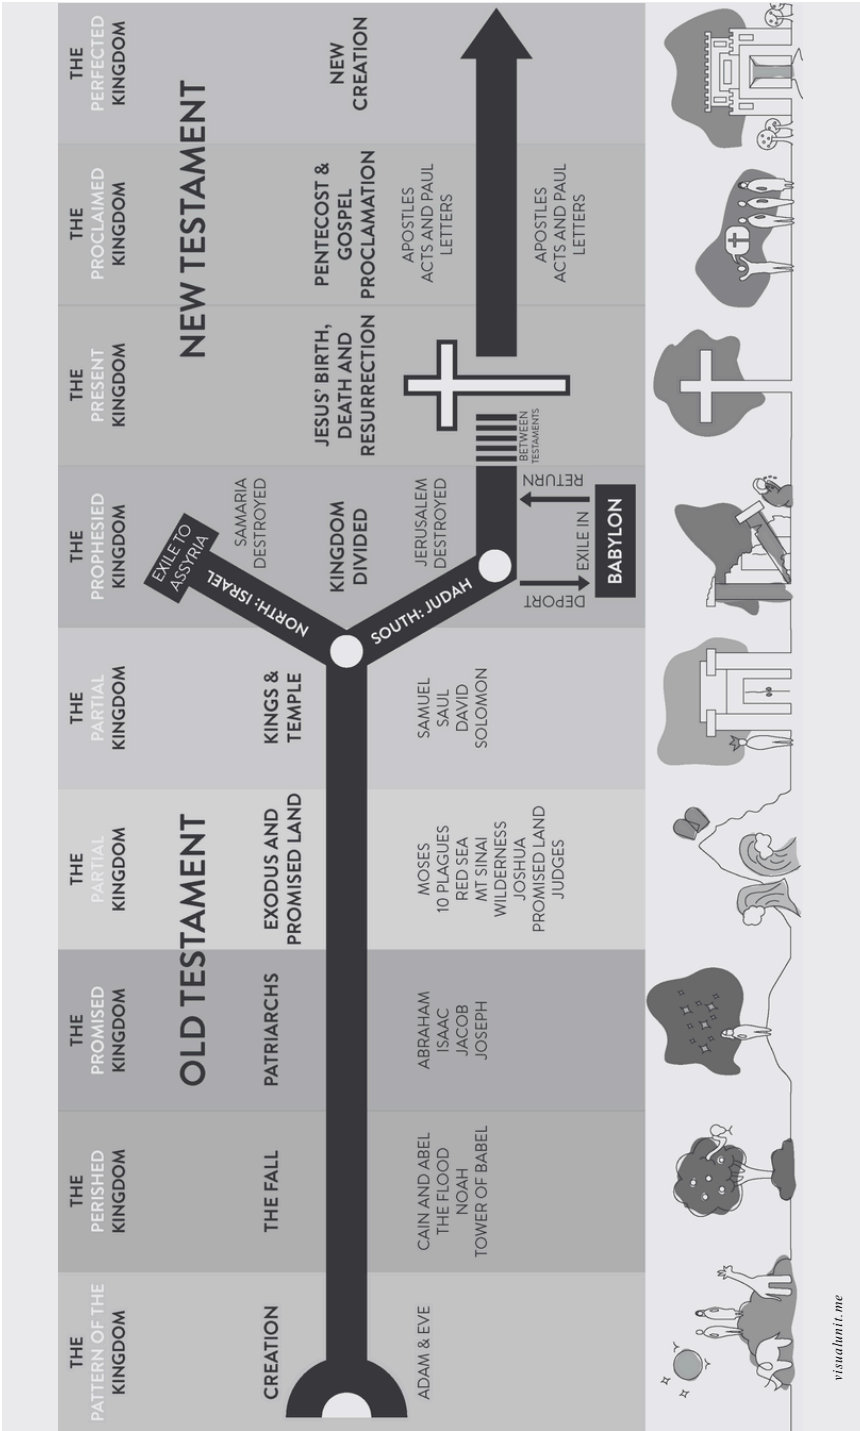 THE
PATTERN OF THE
KINGDOM
THE
PERISHED
KINGDOM
THE
PROMISED
KINGDOM
THE
PARTIAL
KINGDOM
THE
PARTIAL
KINGDOM
THE
PROPHESIED
KINGDOM
THE
PRESENT
KINGDOM
THE
PROCLAIMED
KINGDOM
THE
PERFECTED
KINGDOM
OLD TESTAMENT
NEW TESTAMENT
CREATION
ADAM & EVE
THE FALL
CAIN AND ABEL
THE FLOOD
NOAH
TOWER OF BABEL
PATRIARCHS
ABRAHAM
ISAAC
JACOB
JOSEPH
EXODUS AND
PROMISED LAND
MOSES
10 PLAGUES
RED SEA
MT SINAI
WILDERNESS
JOSHUA
PROMISED LAND
JUDGES
KINGS &
TEMPLE
SAMUEL
SAUL
DAVID
SOLOMON
EXILE TO
ASSYRIA
NORTH: ISRAEL
SAMARIA
DESTROYED
KINGDOM
DIVIDED
SOUTH: JUDAH
JERUSALEM
DESTROYED
DEPORT
EXILE IN
RETURN
BABYLON
BETWEEN
TESTAMENTS
JESUS' BIRTH,
DEATH AND
RESURRECTION
PENTECOST &
GOSPEL
PROCLAMATION
APOSTLES
ACTS AND PAUL
LETTERS
APOSTLES
ACTS AND PAUL
LETTERS
NEW
CREATION
visualunit.me